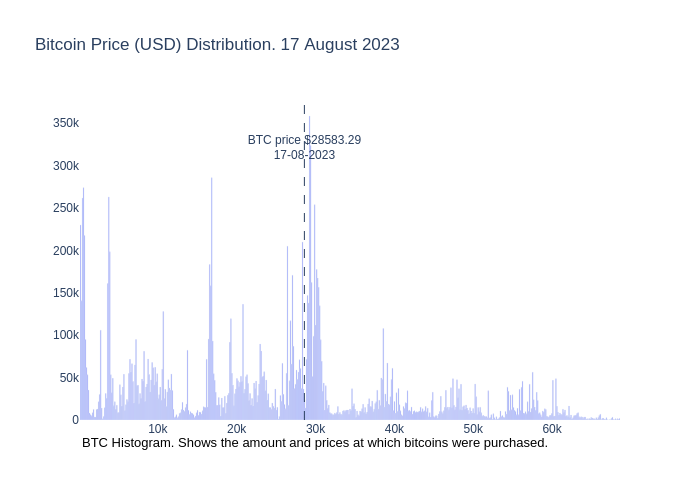 Bitcoin Price (USD) Distribution. 17 August 2023
350k
BTC price $28583.29
17-08-2023
300k
250k
200k
150k
100k
50k
0
10k 20k 30k 40k 50k 60k
BTC Histogram. Shows the amount and prices at which bitcoins were purchased.